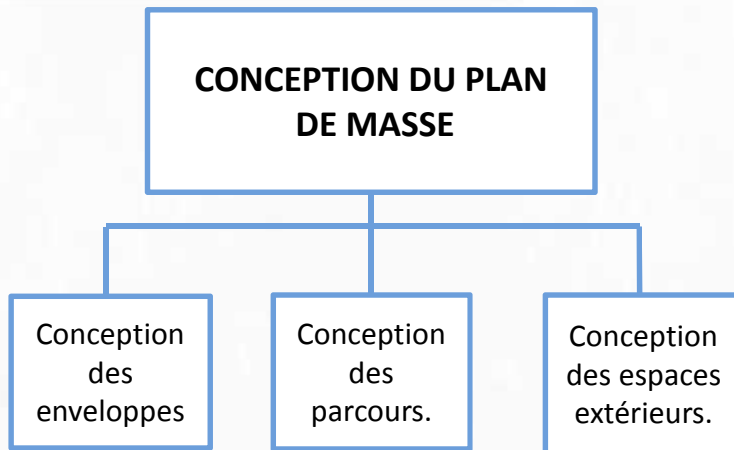 CONCEPTION DU PLAN
DE MASSE
Conception
des
enveloppes
Conception
des
parcours.
Conception
des espaces
extérieurs.